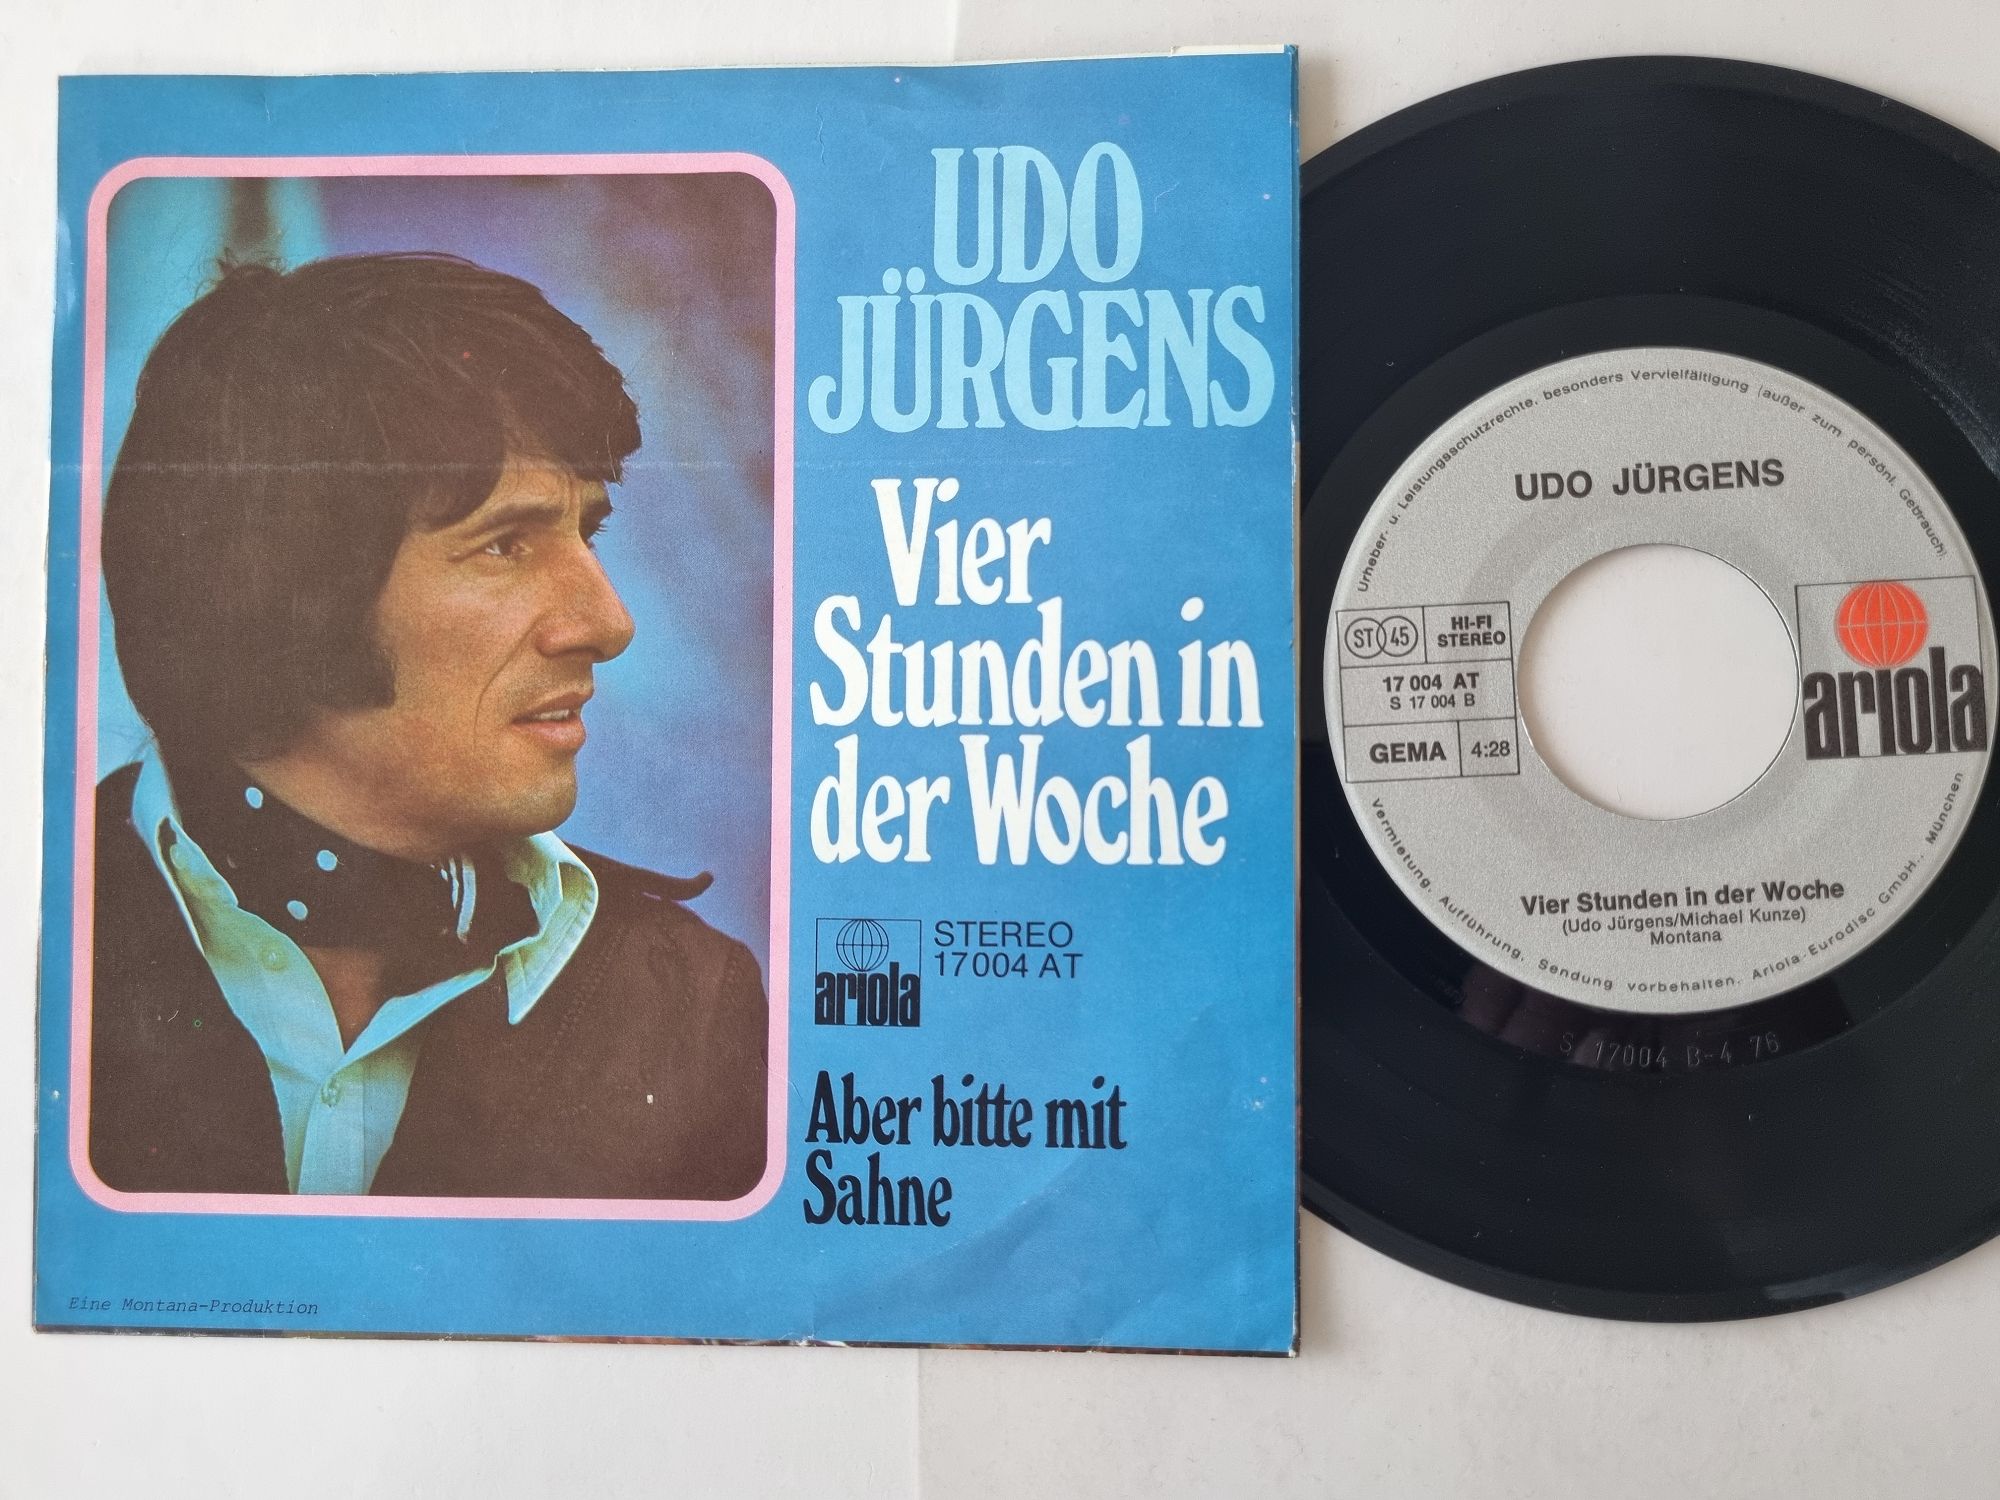 UDO
JÜRGENS
Vier
Stunden in
der Woche
ariola
STEREO
17004 AT
Aber bitte mit
Sahne
Eine Montana-Produktion
Urheber- u. Leistungsschutzrechte, besonders Vervielfältigung (außer zum persönl. Gebrauch),
UDO JÜRGENS
ST 45
HI-FI
STEREO
17 004 AT
S 17 004 B
GEMA
4:28
ariola
Vier Stunden in der Woche
(Udo Jürgens/Michael Kunze)
Montana
Vermietung, Aufführung, Sendung vorbehalten. Ariola-Eurodisc GmbH., München
S 17004 B-4 76